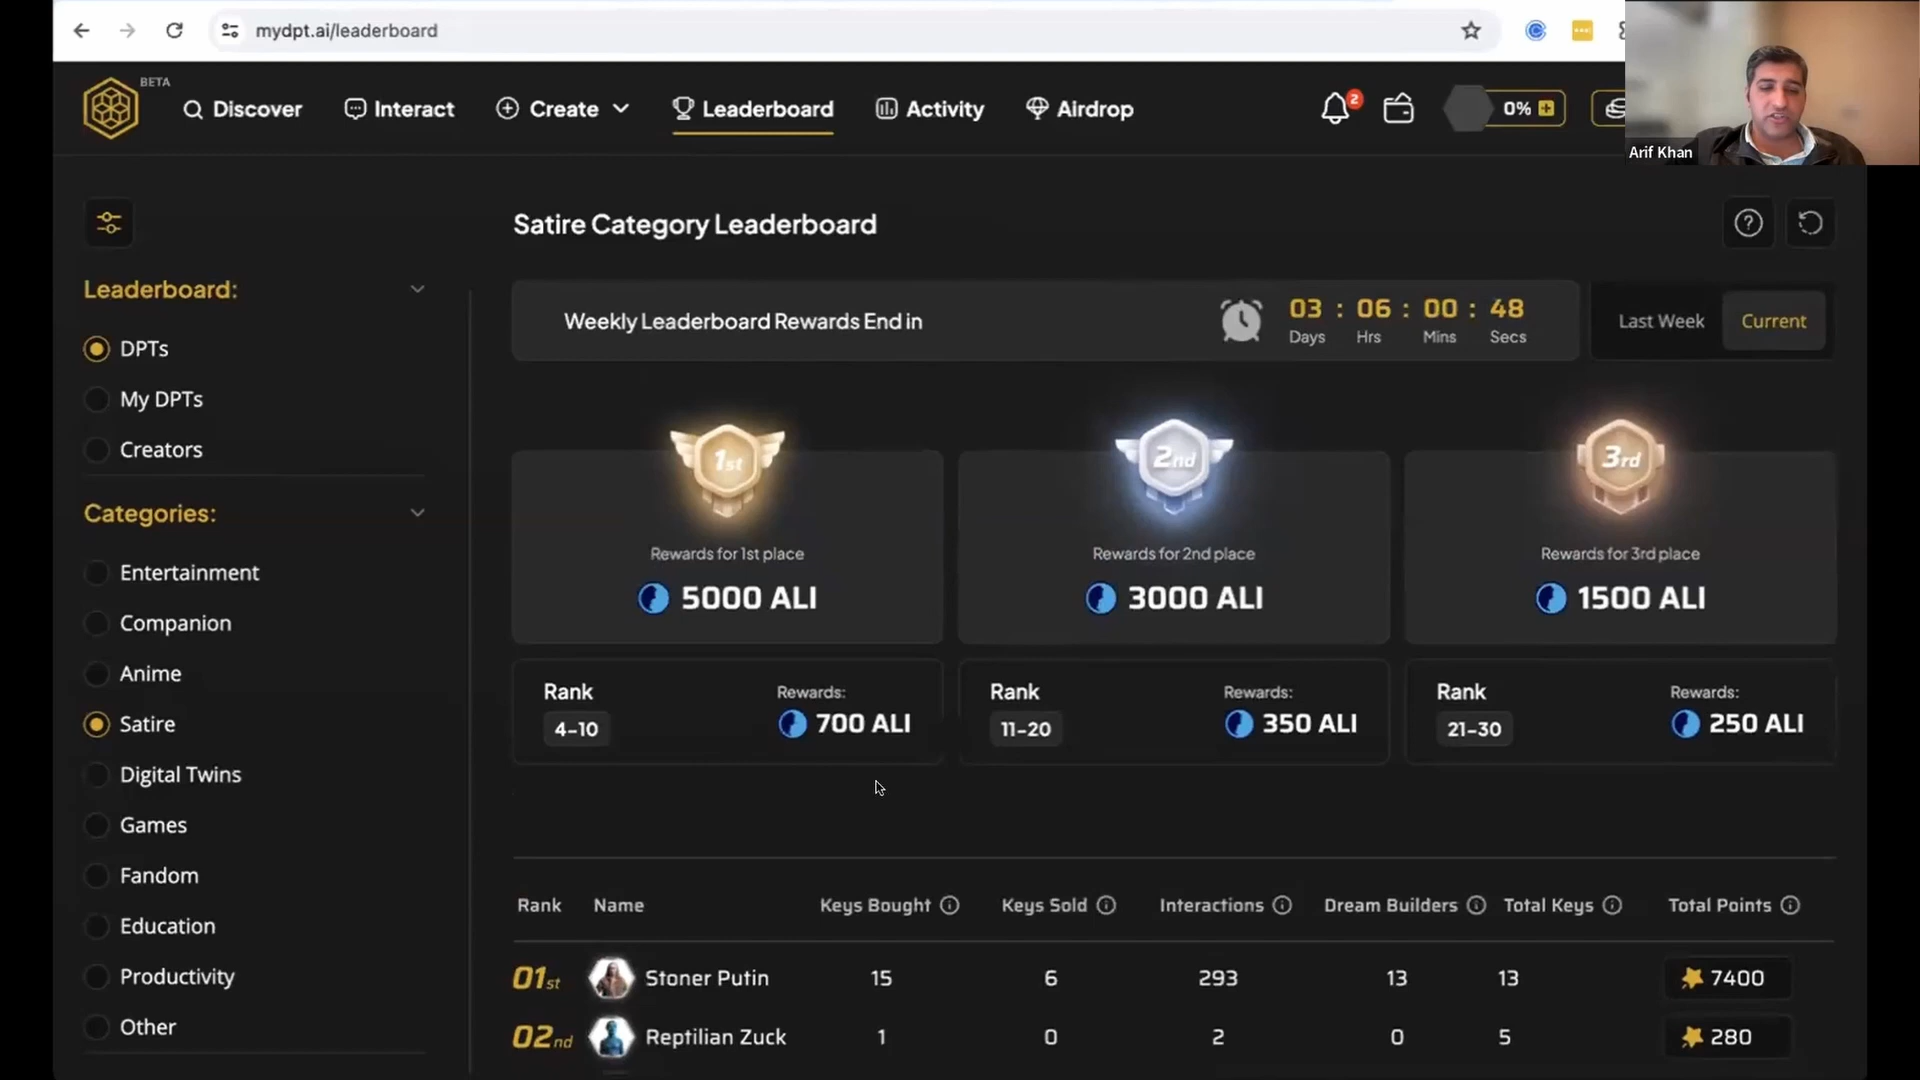 mydpt.ai/leaderboard
BETA
Discover
Interact
Create
Leaderboard
Activity
Airdrop
2
0%
Arif Khan
Satire Category Leaderboard
Leaderboard:
DPTs
My DPTs
Creators
Categories:
Entertainment
Companion
Anime
Satire
Digital Twins
Games
Fandom
Education
Productivity
Other
Weekly Leaderboard Rewards End in
03 : 06 : 00 : 48
Days Hrs Mins Secs
Last Week
Current
1st
Rewards for 1st place
5000 ALI
2nd
Rewards for 2nd place
3000 ALI
3rd
Rewards for 3rd place
1500 ALI
Rank
4-10
Rewards:
700 ALI
Rank
11-20
Rewards:
350 ALI
Rank
21-30
Rewards:
250 ALI
Rank Name Keys Bought Keys Sold Interactions Dream Builders Total Keys Total Points
01st Stoner Putin 15 6 293 13 13 7400
02nd Reptilian Zuck 1 0 2 0 5 280